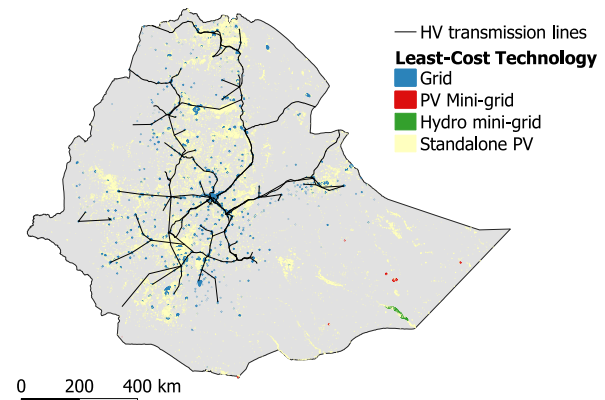 HV transmission lines
Least-Cost Technology
Grid
PV Mini-grid
Hydro mini-grid
Standalone PV
0 200 400 km